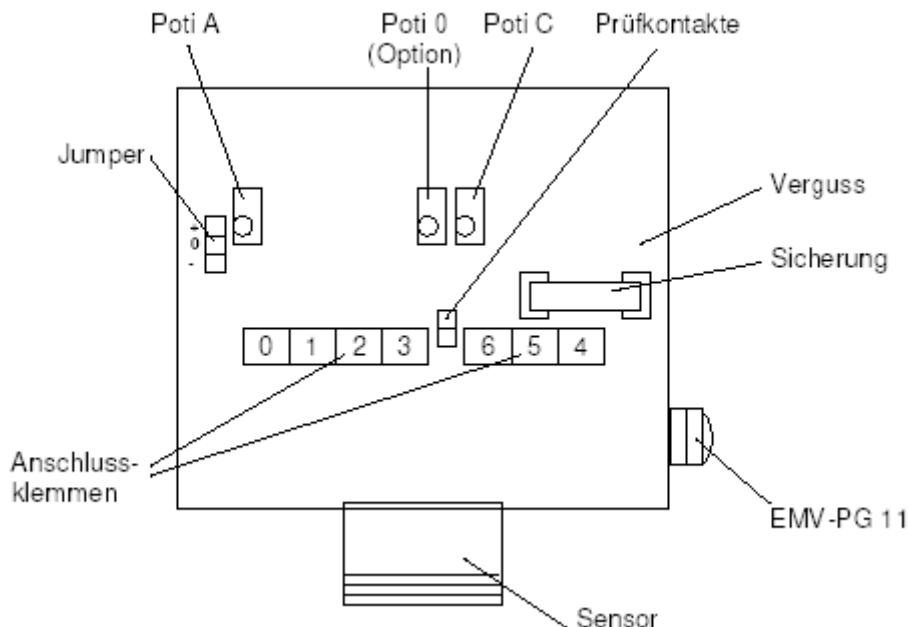 Poti A
Poti 0
(Option)
Poti C
Prüfkontakte
Jumper
+
0
-
Verguss
Sicherung
0 1 2 3
6 5 4
Anschluss-
klemmen
EMV-PG 11
Sensor